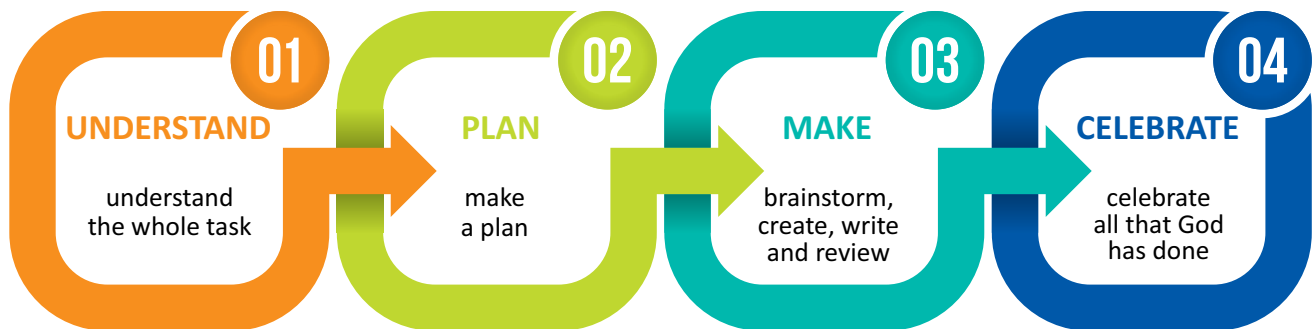 01
UNDERSTAND
understand
the whole task
02
PLAN
make
a plan
03
MAKE
brainstorm,
create, write
and review
04
CELEBRATE
celebrate
all that God
has done